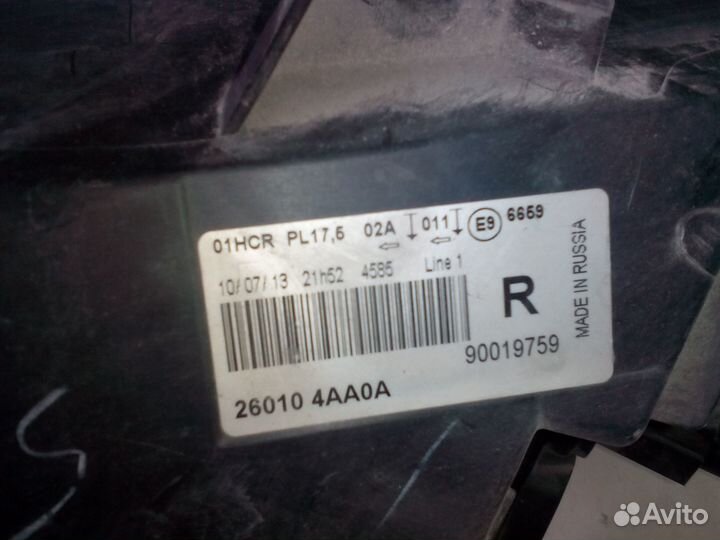 01HCR PL17,5 02A 011 E9 6659
10/07/13 21h52 4585 Line 1
R
MADE IN RUSSIA
90019759
26010 4AA0A
Avito